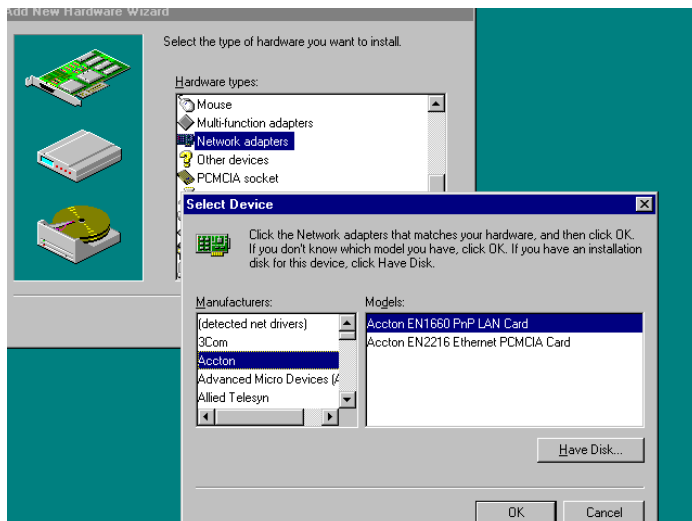 Add New Hardware Wizard
Select the type of hardware you want to install.
Hardware types:
Mouse
Multi-function adapters
Network adapters
Other devices
PCMCIA socket
Select Device
Click the Network adapters that matches your hardware, and then click OK.
If you don't know which model you have, click OK. If you have an installation
disk for this device, click Have Disk.
Manufacturers:
Models:
(detected net drivers)
3Com
Accton
Advanced Micro Devices (A
Allied Telesyn
Accton EN1660 PnP LAN Card
Accton EN2216 Ethernet PCMCIA Card
Have Disk...
OK
Cancel